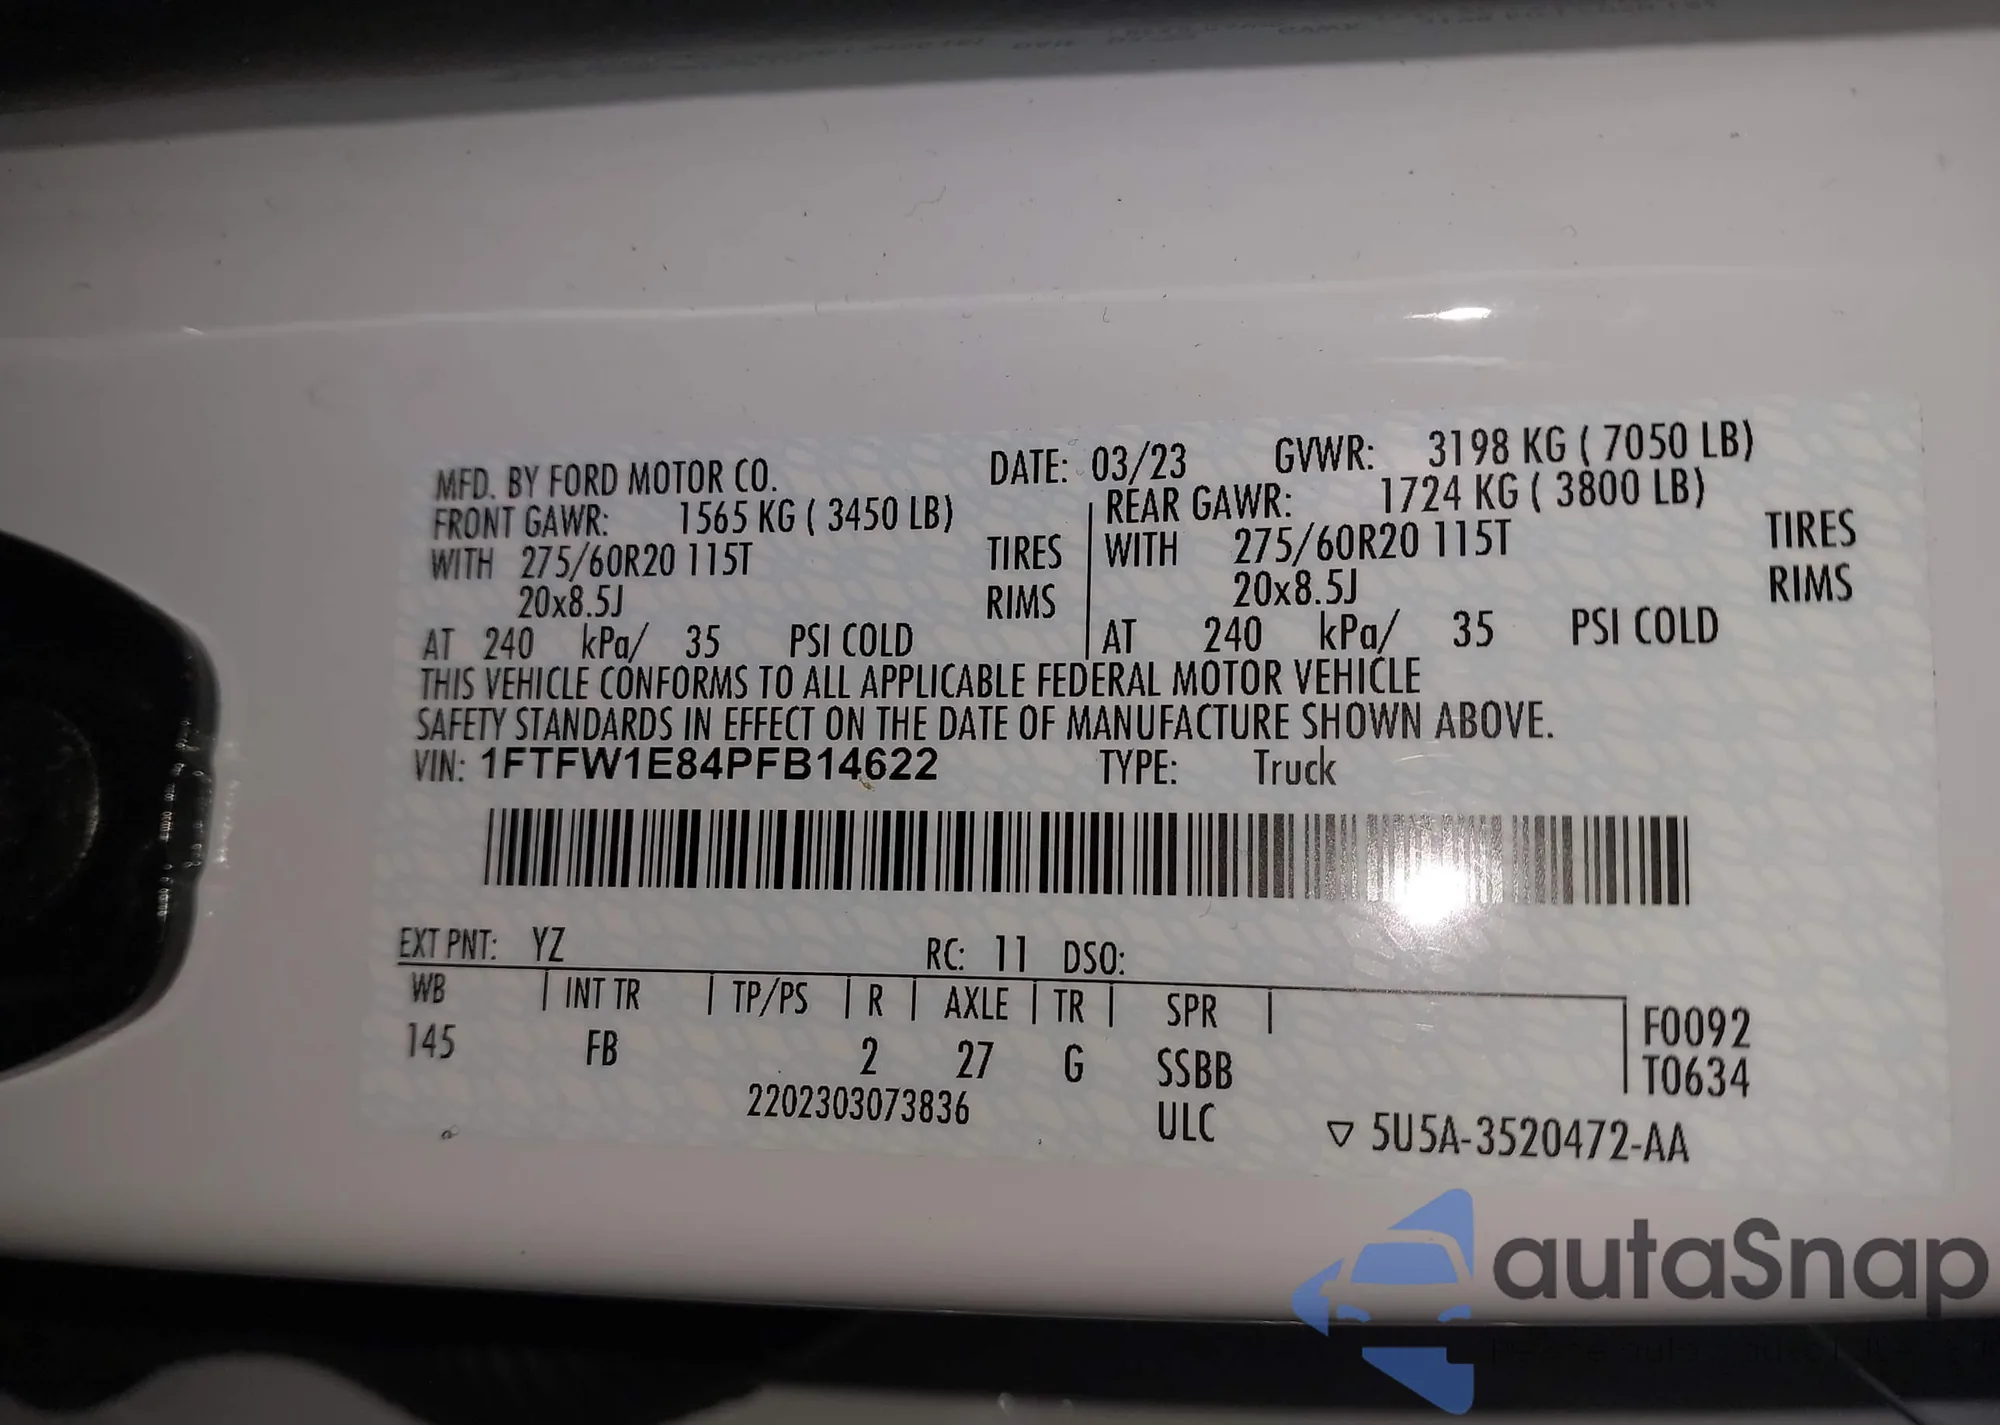 MFD. BY FORD MOTOR CO. DATE: 03/23 GVWR: 3198 KG ( 7050 LB)
FRONT GAWR: 1565 KG ( 3450 LB) REAR GAWR: 1724 KG ( 3800 LB)
WITH 275/60R20 115T TIRES WITH 275/60R20 115T TIRES
20x8.5J RIMS 20x8.5J RIMS
AT 240 kPa/ 35 PSI COLD AT 240 kPa/ 35 PSI COLD
THIS VEHICLE CONFORMS TO ALL APPLICABLE FEDERAL MOTOR VEHICLE
SAFETY STANDARDS IN EFFECT ON THE DATE OF MANUFACTURE SHOWN ABOVE.
VIN: 1FTFW1E84PFB14622 TYPE: Truck
EXT PNT: YZ RC: 11 DSO:
WB INT TR TP/PS R AXLE TR SPR F0092
145 FB 2 27 G SSBB T0634
2202303073836 ULC ▽ 5U5A-3520472-AA
autaSnap